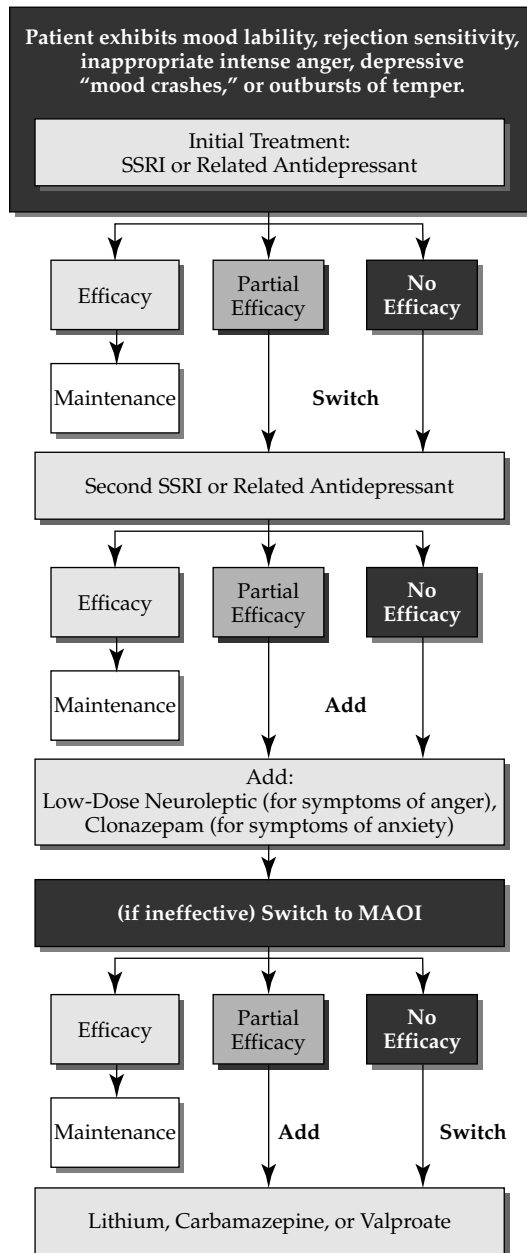 Patient exhibits mood lability, rejection sensitivity,
inappropriate intense anger, depressive
“mood crashes,” or outbursts of temper.
Initial Treatment:
SSRI or Related Antidepressant
Efficacy
Partial
Efficacy
No
Efficacy
Maintenance
Switch
Second SSRI or Related Antidepressant
Efficacy
Partial
Efficacy
No
Efficacy
Maintenance
Add
Add:
Low-Dose Neuroleptic (for symptoms of anger),
Clonazepam (for symptoms of anxiety)
(if ineffective) Switch to MAOI
Efficacy
Partial
Efficacy
No
Efficacy
Maintenance
Add
Switch
Lithium, Carbamazepine, or Valproate